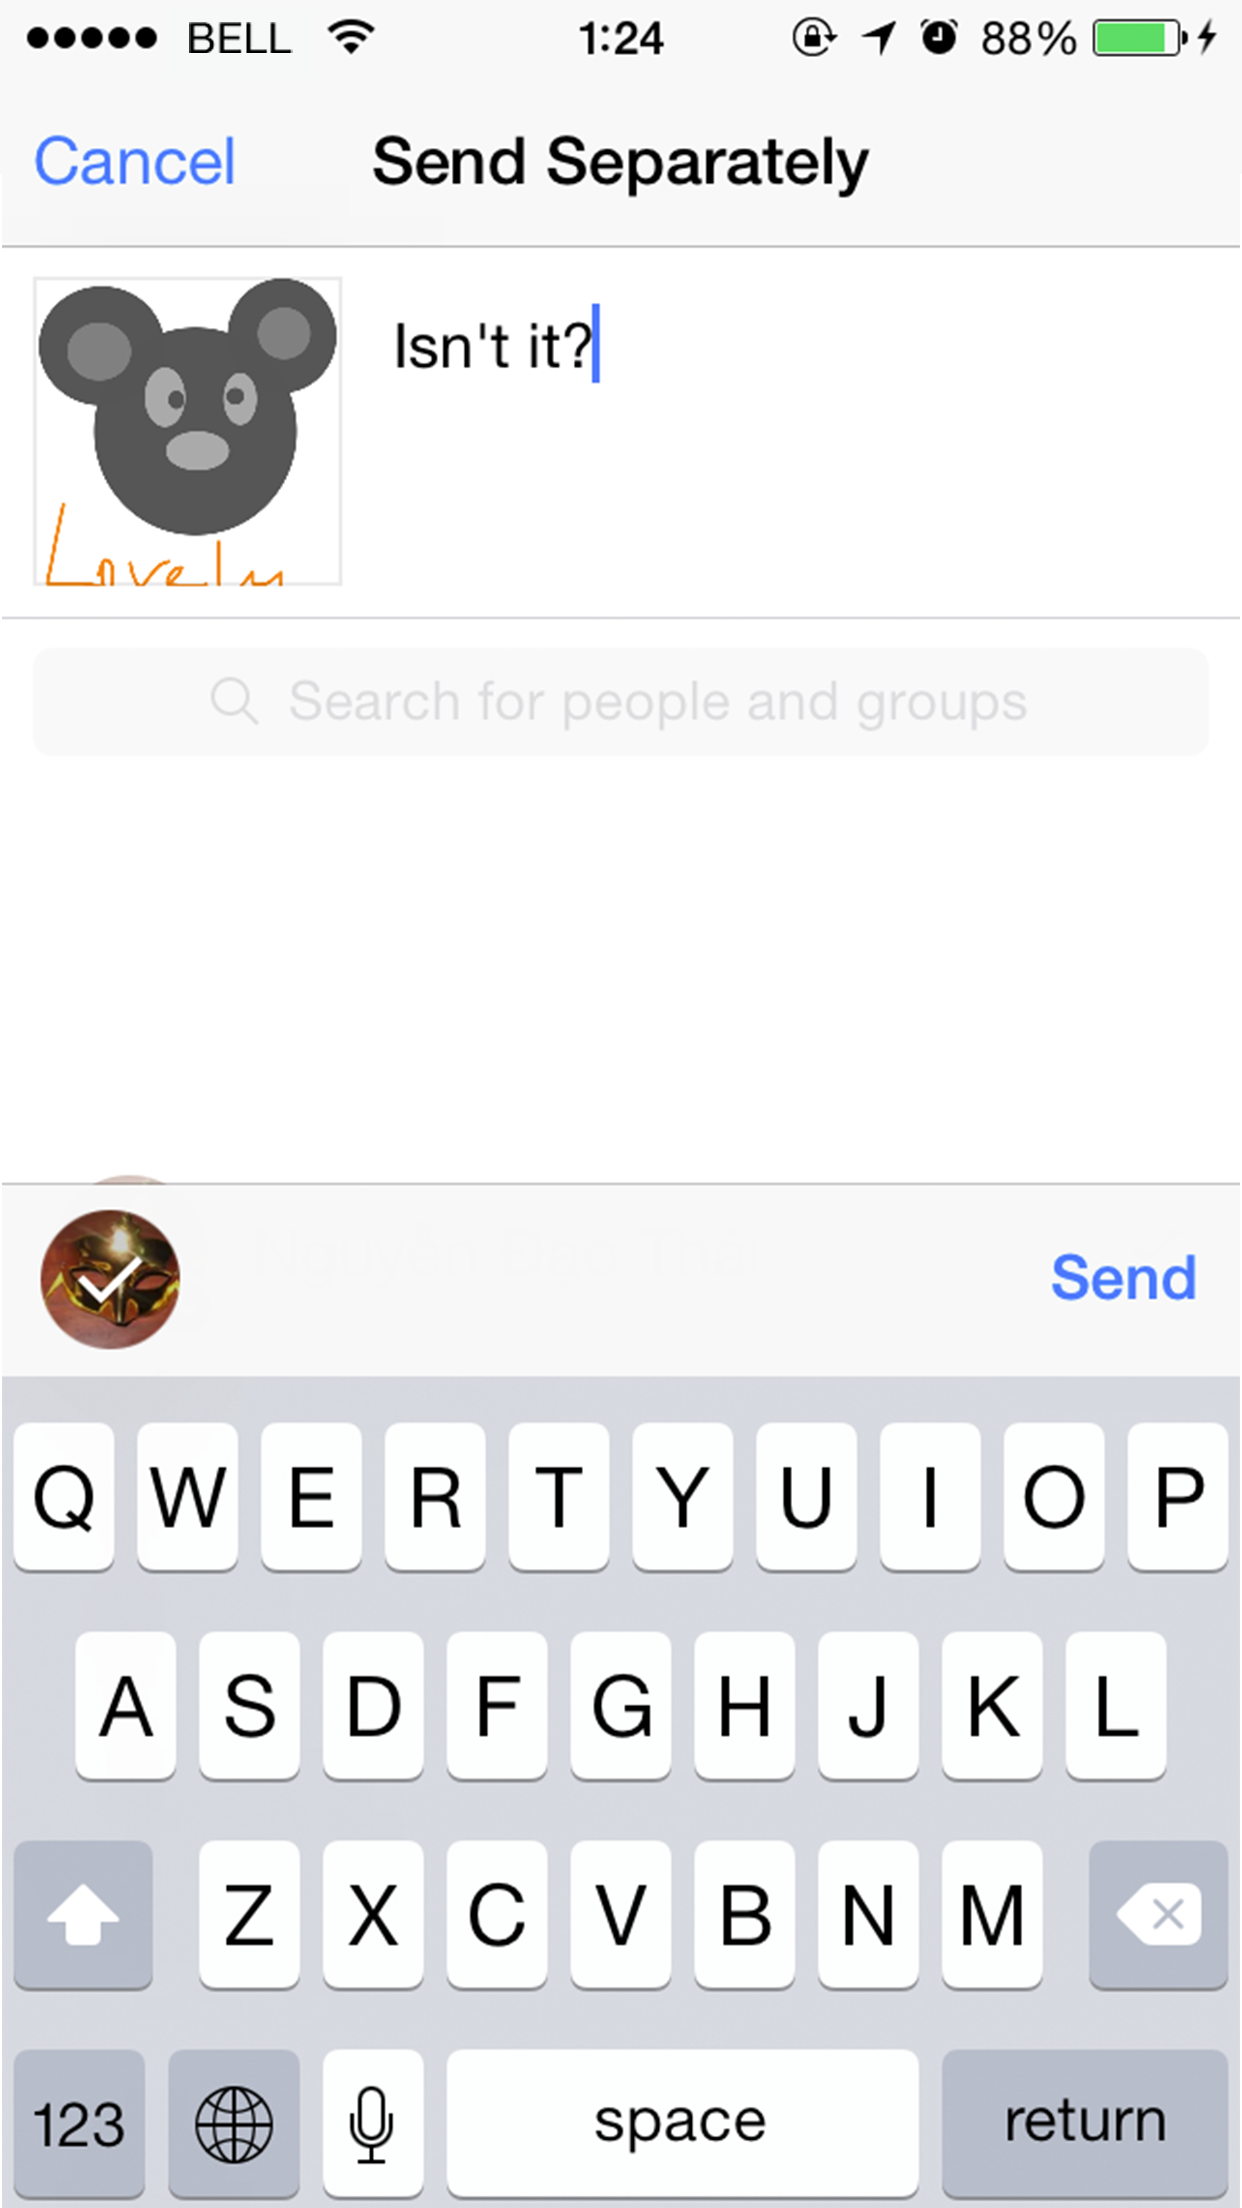 BELL 1:24 88%
Cancel Send Separately
Isn't it?
Lovely
Search for people and groups
Send
Q W E R T Y U I O P
A S D F G H J K L
Z X C V B N M
123 space return